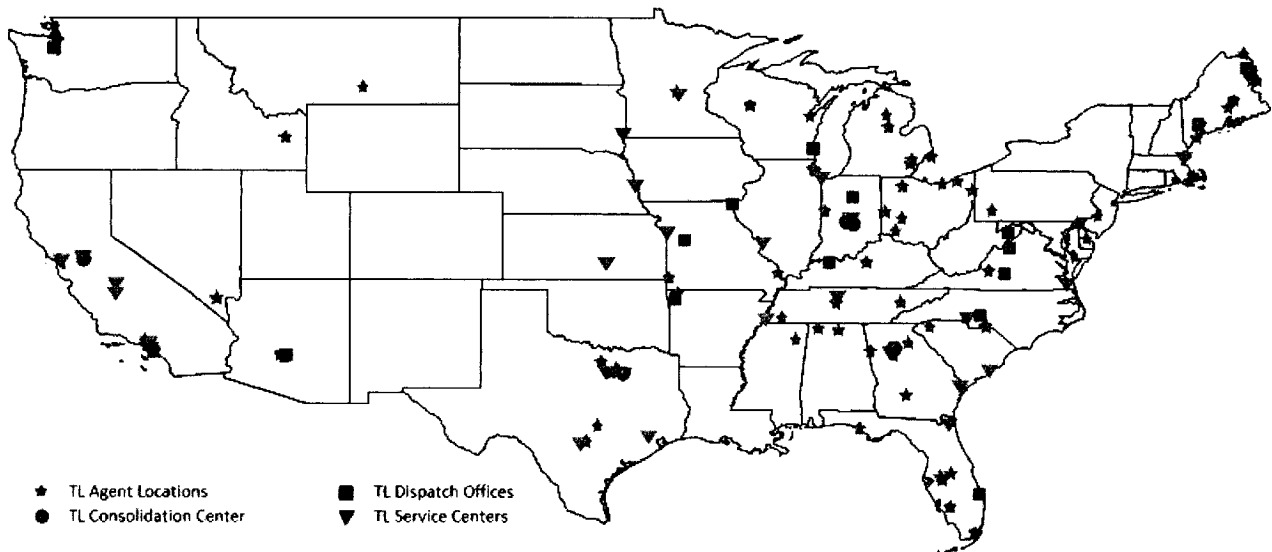 TL Agent Locations
TL Consolidation Center
TL Dispatch Offices
TL Service Centers